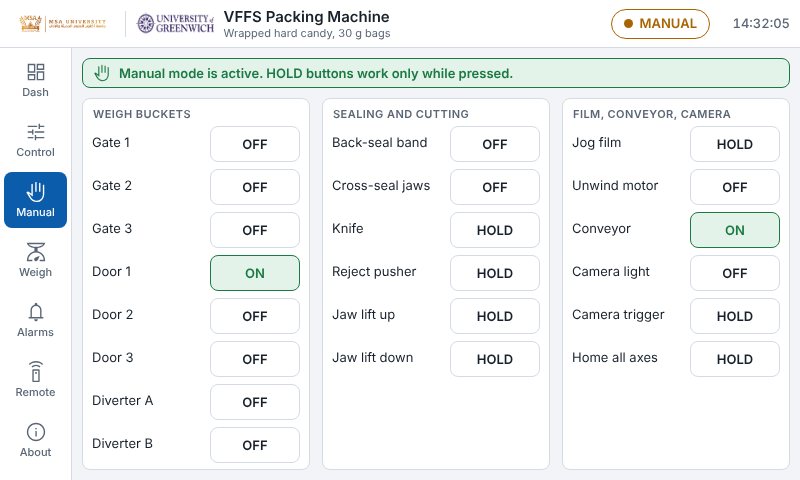 MSA UNIVERSITY
UNIVERSITY
of
GREENWICH
VFFS Packing Machine
Wrapped hard candy, 30 g bags
MANUAL
14:32:05
Dash
Control
Manual
Weigh
Alarms
Remote
About
Manual mode is active. HOLD buttons work only while pressed.
WEIGH BUCKETS
Gate 1 OFF
Gate 2 OFF
Gate 3 OFF
Door 1 ON
Door 2 OFF
Door 3 OFF
Diverter A OFF
Diverter B OFF
SEALING AND CUTTING
Back-seal band OFF
Cross-seal jaws OFF
Knife HOLD
Reject pusher HOLD
Jaw lift up HOLD
Jaw lift down HOLD
FILM, CONVEYOR, CAMERA
Jog film HOLD
Unwind motor OFF
Conveyor ON
Camera light OFF
Camera trigger HOLD
Home all axes HOLD